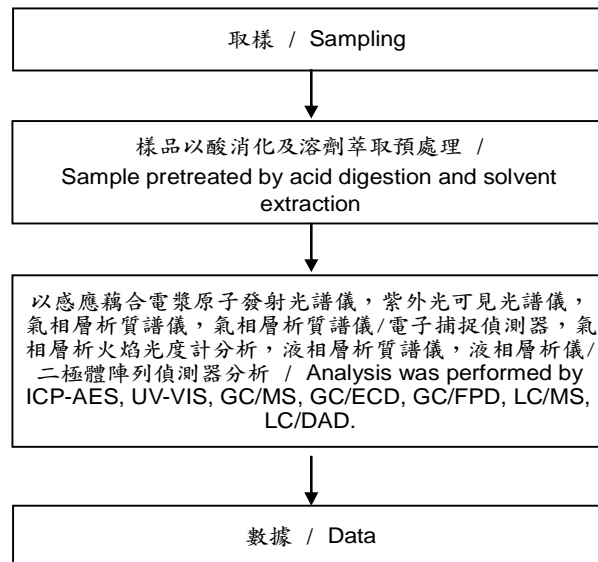 取樣 / Sampling
樣品以酸消化及溶劑萃取預處理 /
Sample pretreated by acid digestion and solvent
extraction
以感應藕合電漿原子發射光譜儀，紫外光可見光譜儀，
氣相層析質譜儀，氣相層析質譜儀/電子捕捉偵測器，氣
相層析火焰光度計分析，液相層析質譜儀，液相層析儀/
二極體陣列偵測器分析 / Analysis was performed by
ICP-AES, UV-VIS, GC/MS, GC/ECD, GC/FPD, LC/MS,
LC/DAD.
數據 / Data